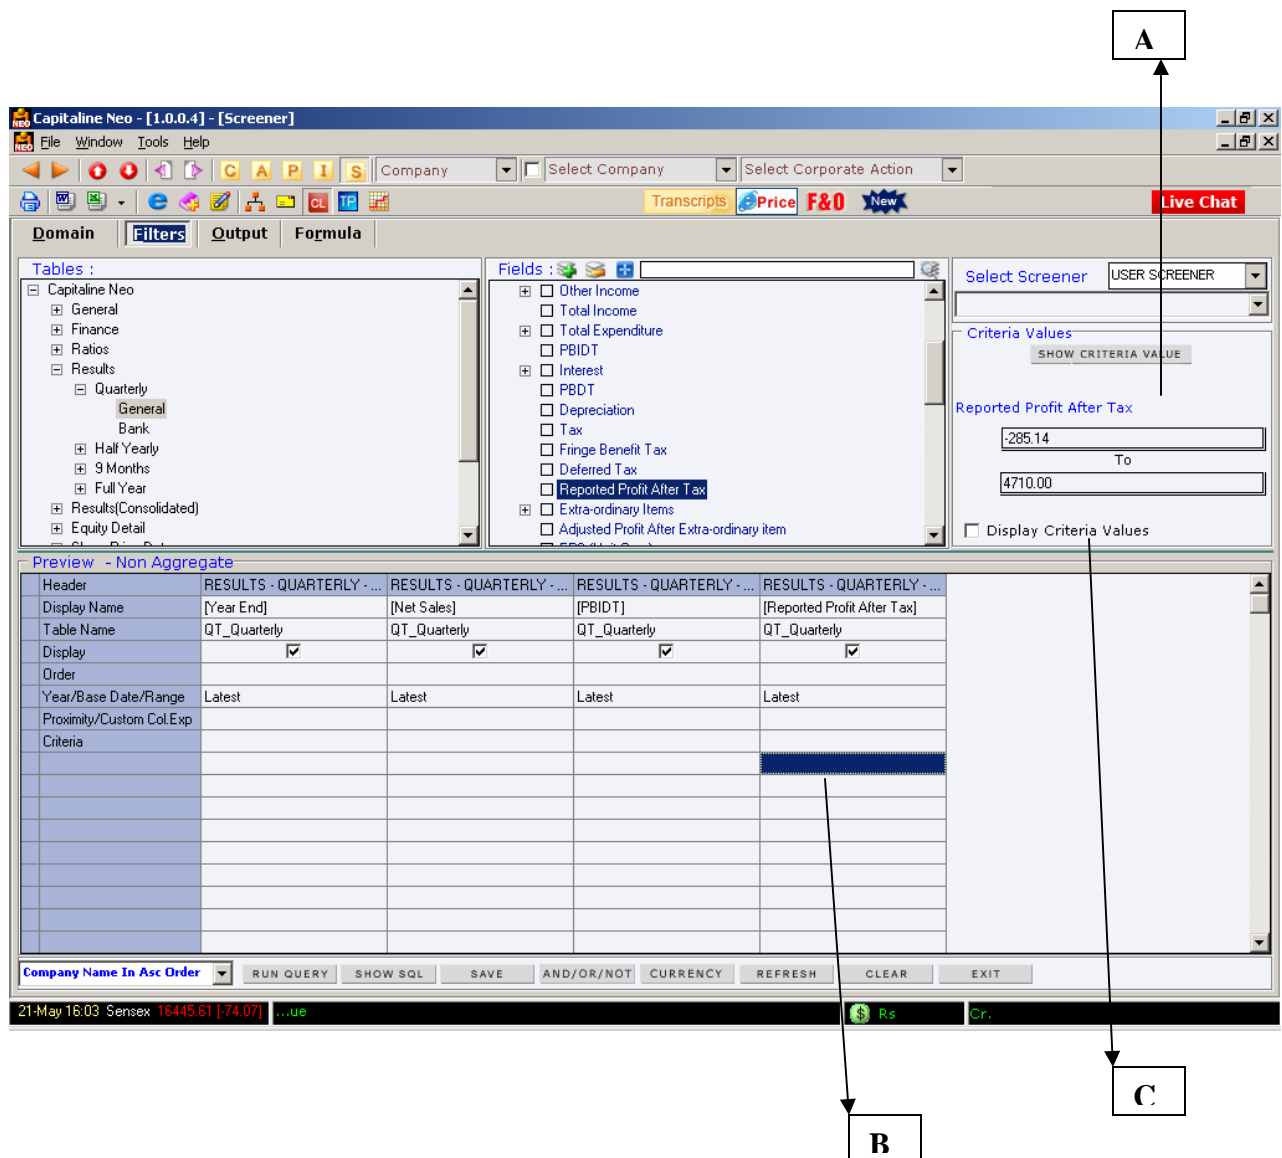 A
Capitaline Neo - [1.0.0.4] - [Screener]
File Window Tools Help
C A P I S Company Select Company Select Corporate Action
CL TP Transcripts Price F&O New Live Chat
Domain Filters Output Formula
Tables :
Capitaline Neo
General
Finance
Ratios
Results
Quarterly
General
Bank
Half Yearly
9 Months
Full Year
Results(Consolidated)
Equity Detail
Fields :
Other Income
Total Income
Total Expenditure
PBIDT
Interest
PBDT
Depreciation
Tax
Fringe Benefit Tax
Deferred Tax
Reported Profit After Tax
Extra-ordinary Items
Adjusted Profit After Extra-ordinary item
Select Screener USER SCREENER
Criteria Values
SHOW CRITERIA VALUE
Reported Profit After Tax
-285.14
To
4710.00
Display Criteria Values
Preview - Non Aggregate
Header RESULTS - QUARTERLY - ... RESULTS - QUARTERLY - ... RESULTS - QUARTERLY - ... RESULTS - QUARTERLY - ...
Display Name [Year End] [Net Sales] [PBIDT] [Reported Profit After Tax]
Table Name QT_Quarterly QT_Quarterly QT_Quarterly QT_Quarterly
Display
Order
Year/Base Date/Range Latest Latest Latest Latest
Proximity/Custom Col.Exp
Criteria
Company Name In Asc Order RUN QUERY SHOW SQL SAVE AND/OR/NOT CURRENCY REFRESH CLEAR EXIT
21-May 16:03 Sensex 16445.61 [-74.07] ...ue $ Rs Cr.
C
B